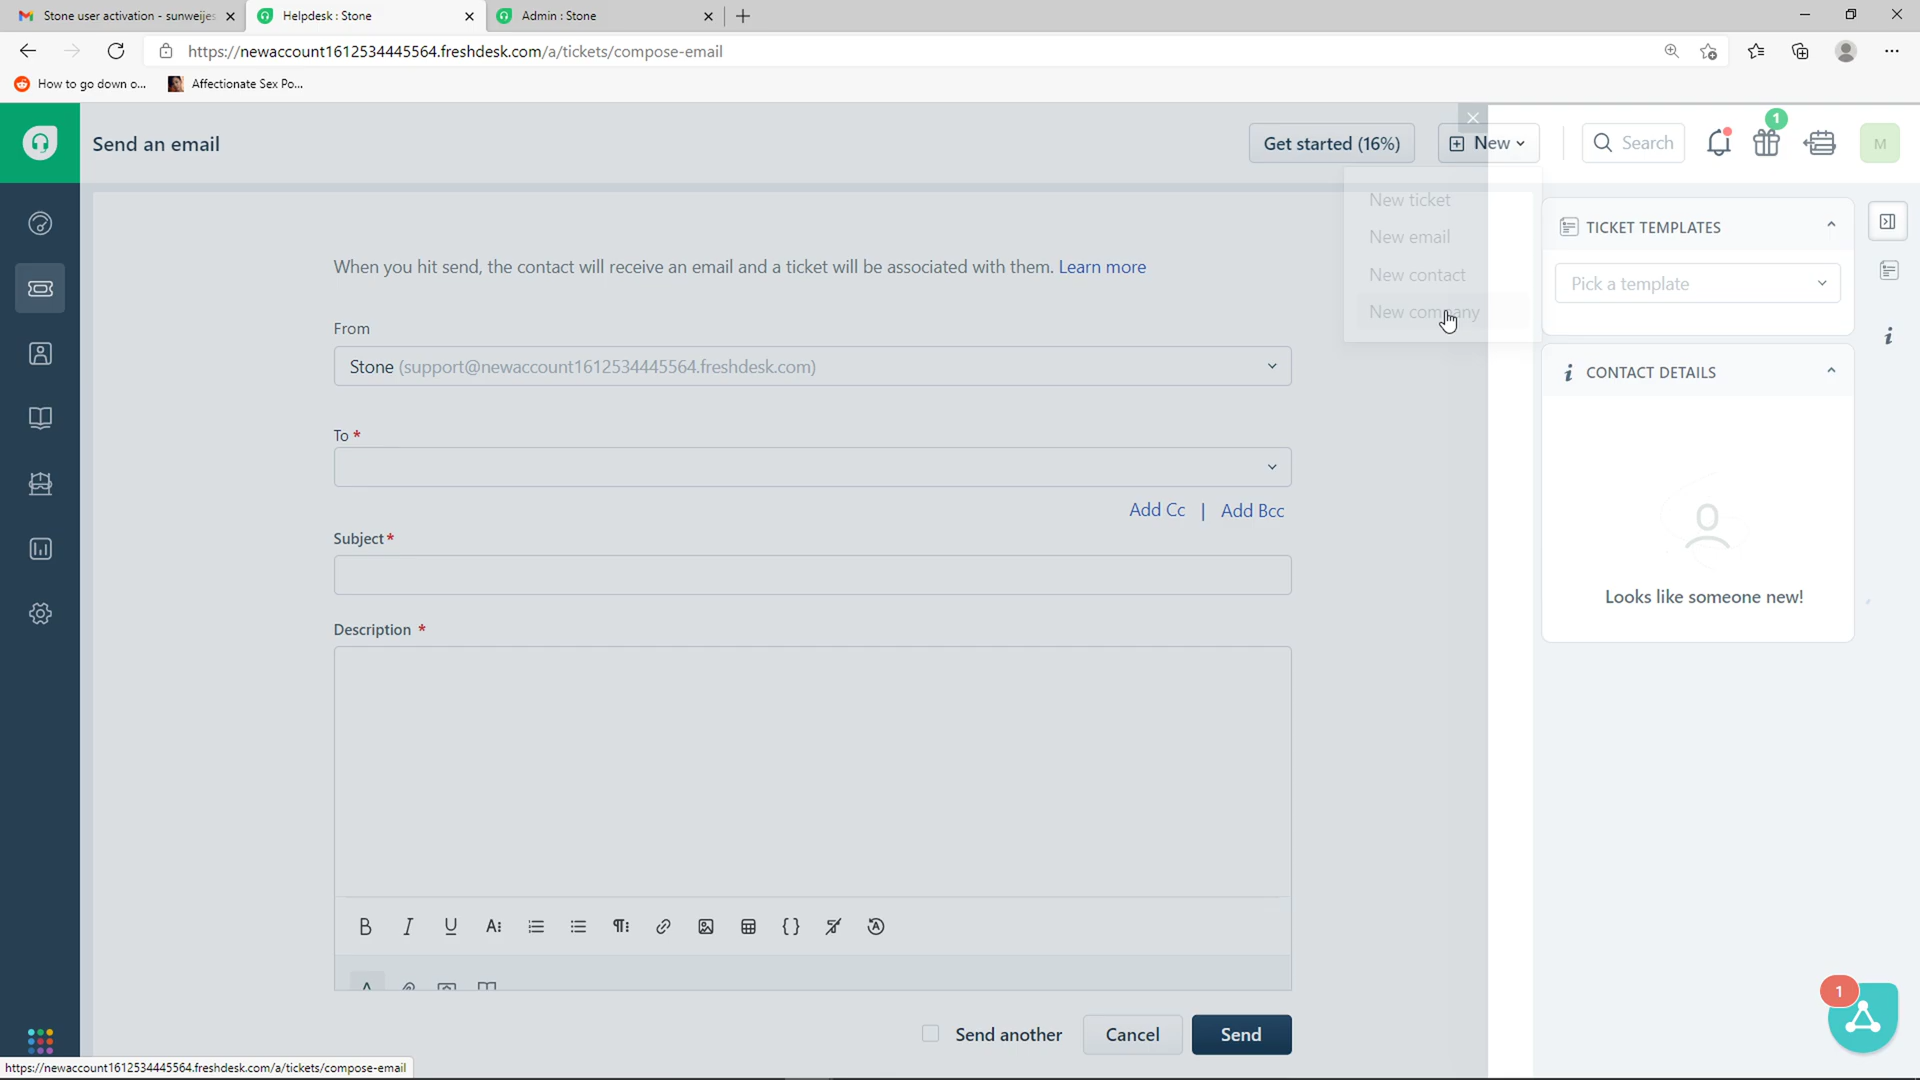 Stone user activation - sunweijes
Helpdesk : Stone
Admin : Stone
https://newaccount1612534445564.freshdesk.com/a/tickets/compose-email
How to go down o...
Affectionate Sex Po...
Send an email
Get started (16%)
New
Search
1
M
New ticket
New email
New contact
New company
TICKET TEMPLATES
Pick a template
When you hit send, the contact will receive an email and a ticket will be associated with them. Learn more
From
Stone (support@newaccount1612534445564.freshdesk.com)
CONTACT DETAILS
Looks like someone new!
To *
Add Cc | Add Bcc
Subject*
Description *
Send another
Cancel
Send
1
https://newaccount1612534445564.freshdesk.com/a/tickets/compose-email